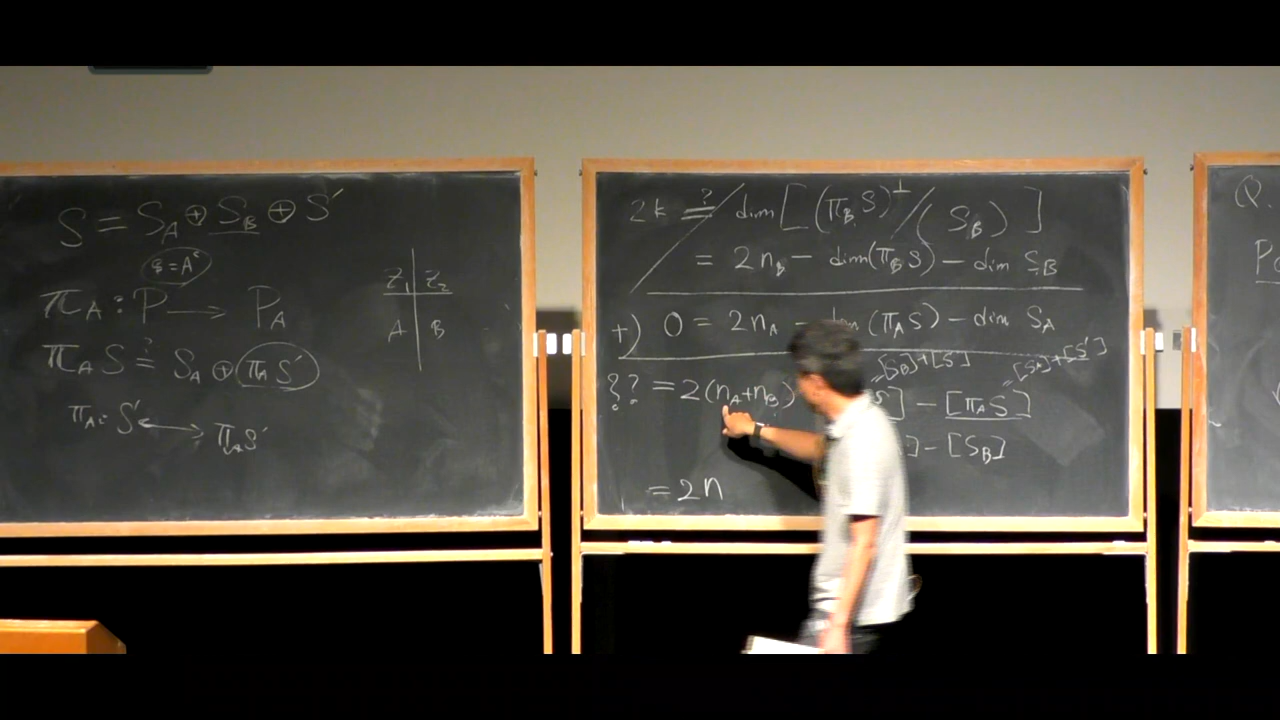 S = S_A ⊕ S_B ⊕ S'
π_A : P → P_A
π_A S ≟ S_A ⊕ π_A S'
π_A: S' ↔ π_A S'
Z_1 | Z_2
A | B
2k ≟ dim[(π_B S)^⊥ / (S_B)]
= 2n_B - dim(π_B S) - dim S_B
+) 0 = 2n_A - (π_A S) - dim S_A
= [S_B] + [S'] = [S_A] + [S']
?? = 2(n_A + n_B) S] - [π_A S]
] - [S_B]
= 2n
Q.